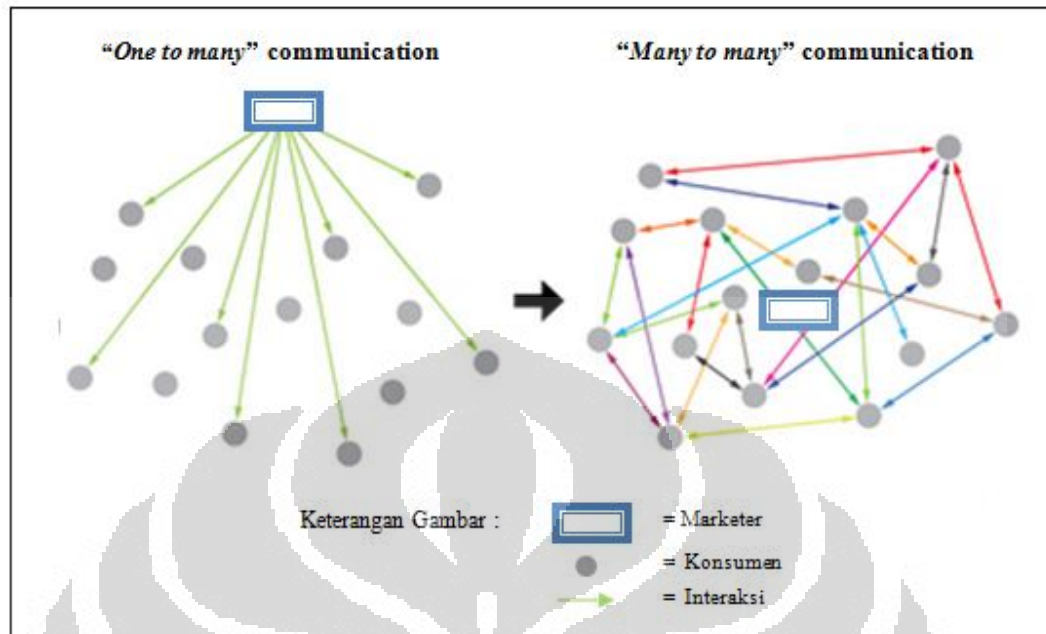 “One to many” communication
“Many to many” communication
Keterangan Gambar :
= Marketer
= Konsumen
= Interaksi